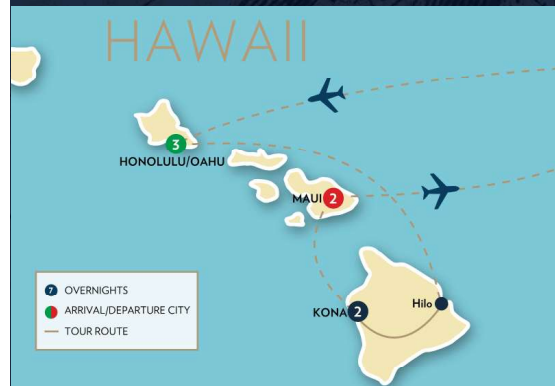 HAWAII
3
HONOLULU/OAHU
MAUI 2
KONA 2
Hilo
7 OVERNIGHTS
ARRIVAL/DEPARTURE CITY
TOUR ROUTE